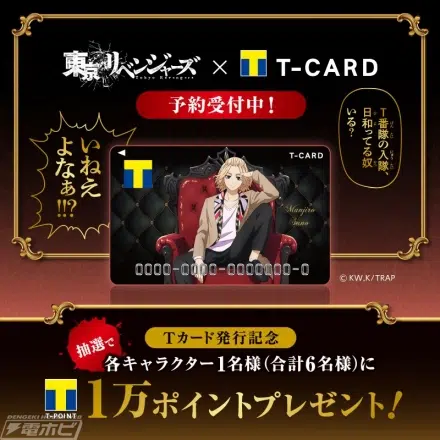 東京リベンジャーズ × T T-CARD
Tokyo Revengers
予約受付中！
T番隊の入隊、
日和ってる奴
いる？
いねえ
よなぁ!!?
T
T-CARD
Manjiro
Sano
0000-0000-0000000-0
© KW.K/TRAP
Tカード発行記念
抽選で
各キャラクター1名様（合計6名様）に
T
T-POINT
1万ポイントプレゼント！
電ホビ